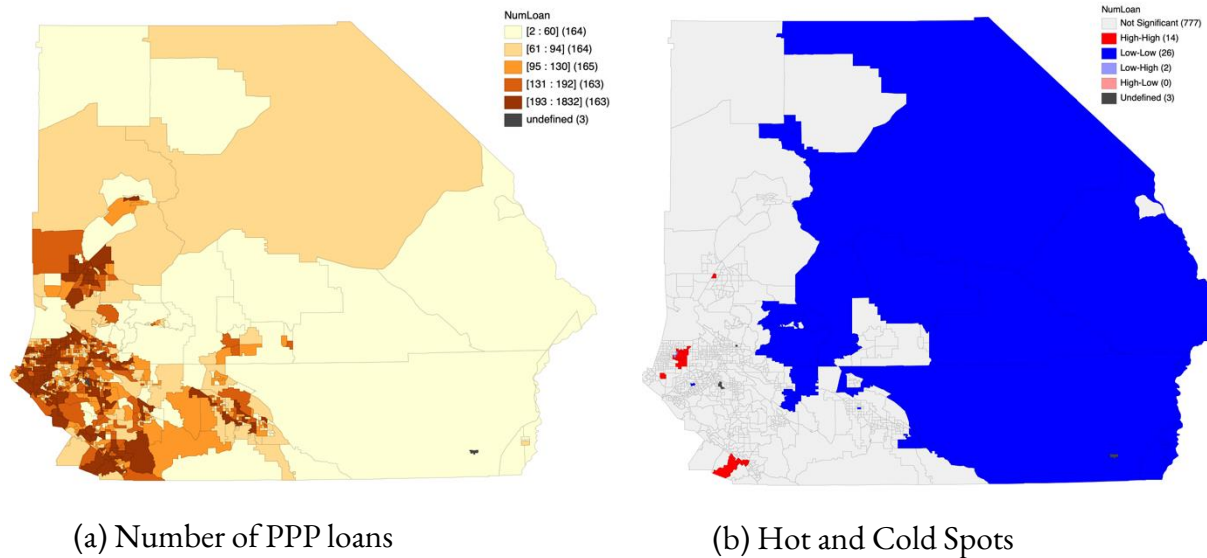 NumLoan
[2 : 60] (164)
[61 : 94] (164)
[95 : 130] (165)
[131 : 192] (163)
[193 : 1832] (163)
undefined (3)
NumLoan
Not Significant (777)
High-High (14)
Low-Low (26)
Low-High (2)
High-Low (0)
Undefined (3)
(a) Number of PPP loans
(b) Hot and Cold Spots